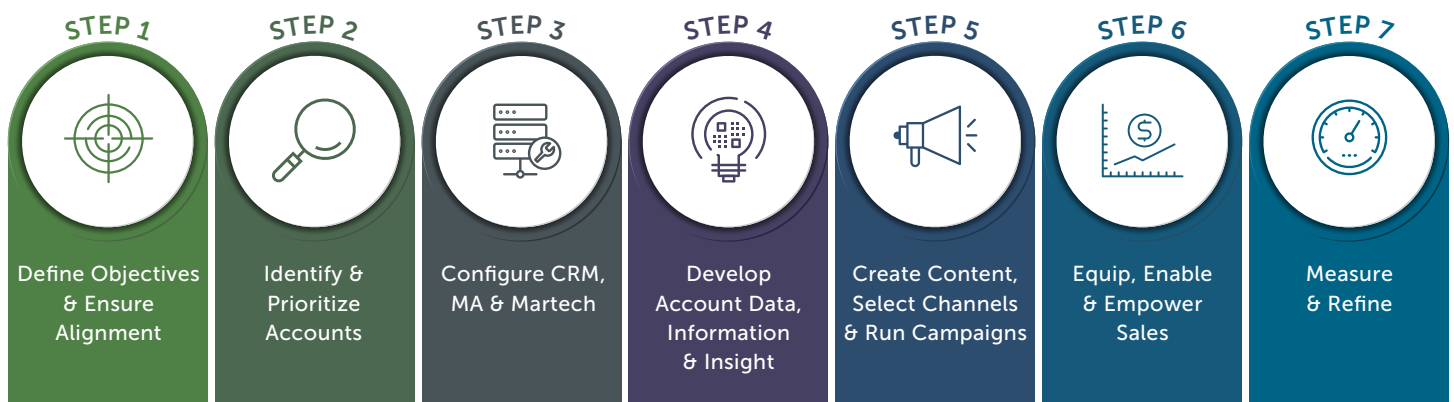 STEP 1
STEP 2
STEP 3
STEP 4
STEP 5
STEP 6
STEP 7
$
Define Objectives
& Ensure
Alignment
Identify &
Prioritize
Accounts
Configure CRM,
MA & Martech
Develop
Account Data,
Information
& Insight
Create Content,
Select Channels
& Run Campaigns
Equip, Enable
& Empower
Sales
Measure
& Refine